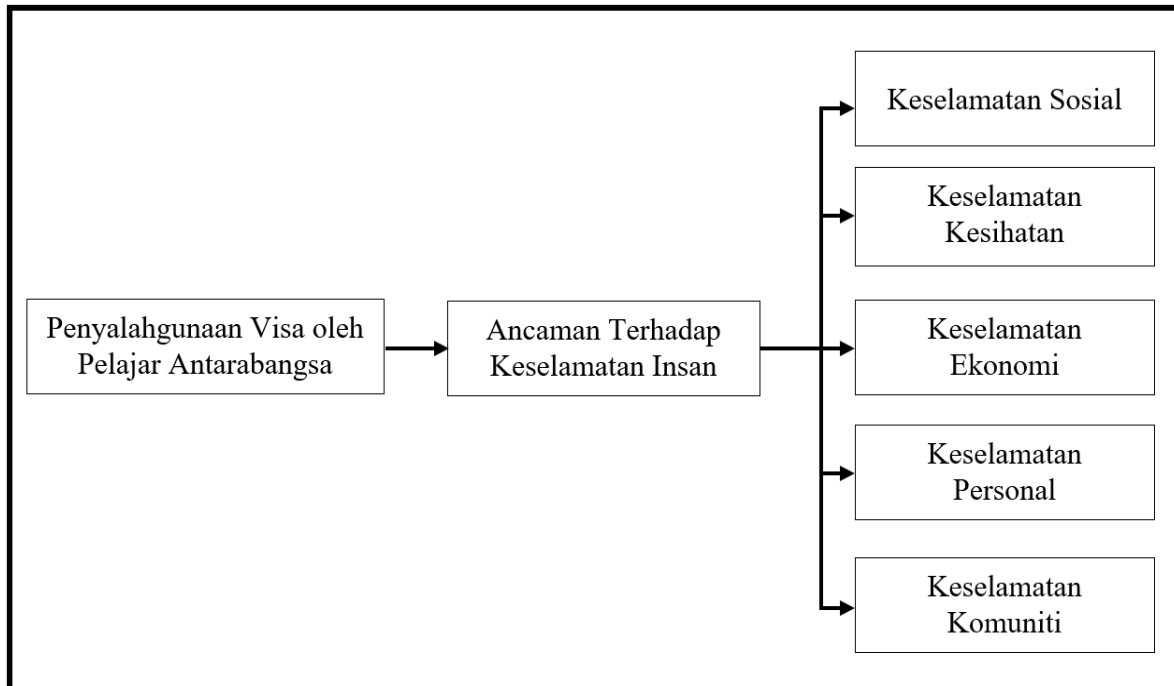 Penyalahgunaan Visa oleh
Pelajar Antarabangsa
Ancaman Terhadap
Keselamatan Insan
Keselamatan Sosial
Keselamatan
Kesihatan
Keselamatan
Ekonomi
Keselamatan
Personal
Keselamatan
Komuniti